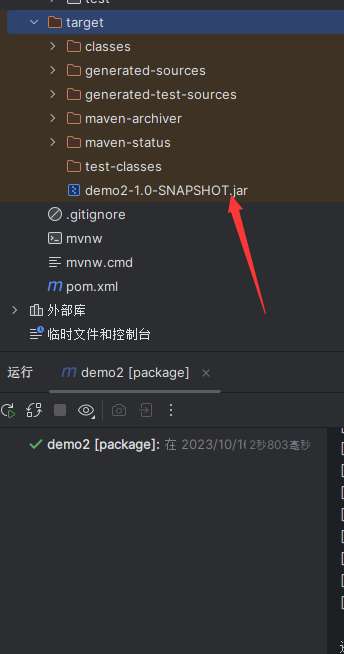 test
target
classes
generated-sources
generated-test-sources
maven-archiver
maven-status
test-classes
demo2-1.0-SNAPSHOT.jar
.gitignore
mvnw
mvnw.cmd
pom.xml
外部库
临时文件和控制台
运行 demo2 [package]
demo2 [package]: 在 2023/10/16 2秒803毫秒